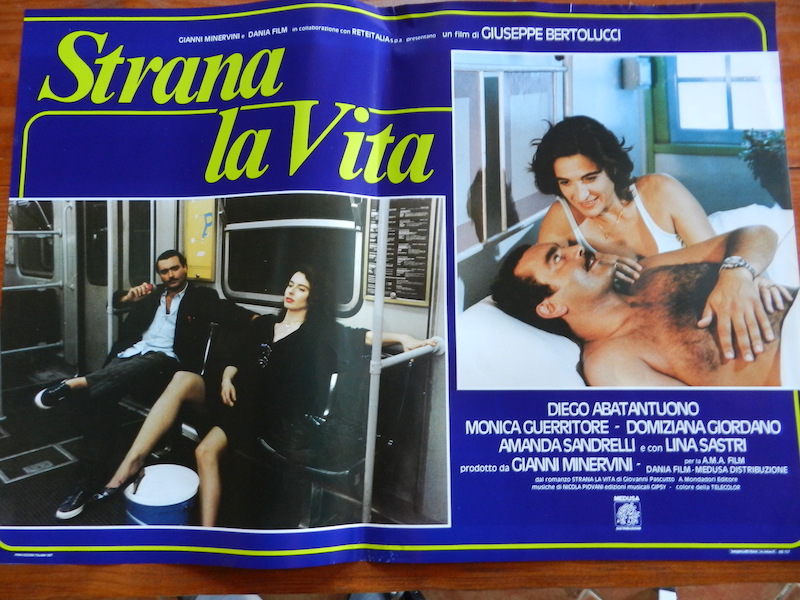 GIANNI MINERVINI e DANIA FILM in collaborazione con RETEITALIA s.p.a. presentano un film di GIUSEPPE BERTOLUCCI
Strana
la Vita
DIEGO ABATANTUONO
MONICA GUERRITORE - DOMIZIANA GIORDANO
AMANDA SANDRELLI e con LINA SASTRI
prodotto da GIANNI MINERVINI - per la A.M.A. FILM
DANIA FILM - MEDUSA DISTRIBUZIONE
dal romanzo STRANA LA VITA di Giovanni Pascutto A. Mondadori Editore
musiche di NICOLA PIOVANI edizioni musicali GIPSY - colore della TELECOLOR
MEDUSA